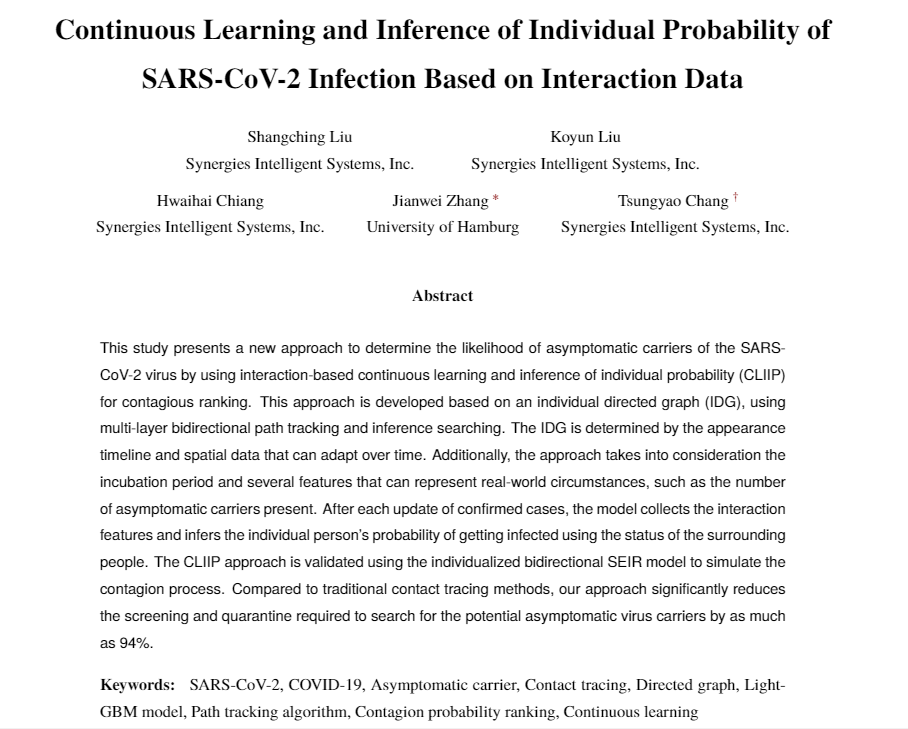 Continuous Learning and Inference of Individual Probability of
SARS-CoV-2 Infection Based on Interaction Data
Shangching Liu
Synergies Intelligent Systems, Inc.
Koyun Liu
Synergies Intelligent Systems, Inc.
Hwaihai Chiang
Synergies Intelligent Systems, Inc.
Jianwei Zhang *
University of Hamburg
Tsungyao Chang †
Synergies Intelligent Systems, Inc.
Abstract
This study presents a new approach to determine the likelihood of asymptomatic carriers of the SARS-
CoV-2 virus by using interaction-based continuous learning and inference of individual probability (CLIIP)
for contagious ranking. This approach is developed based on an individual directed graph (IDG), using
multi-layer bidirectional path tracking and inference searching. The IDG is determined by the appearance
timeline and spatial data that can adapt over time. Additionally, the approach takes into consideration the
incubation period and several features that can represent real-world circumstances, such as the number
of asymptomatic carriers present. After each update of confirmed cases, the model collects the interaction
features and infers the individual person's probability of getting infected using the status of the surrounding
people. The CLIIP approach is validated using the individualized bidirectional SEIR model to simulate the
contagion process. Compared to traditional contact tracing methods, our approach significantly reduces
the screening and quarantine required to search for the potential asymptomatic virus carriers by as much
as 94%.
Keywords: SARS-CoV-2, COVID-19, Asymptomatic carrier, Contact tracing, Directed graph, Light-
GBM model, Path tracking algorithm, Contagion probability ranking, Continuous learning